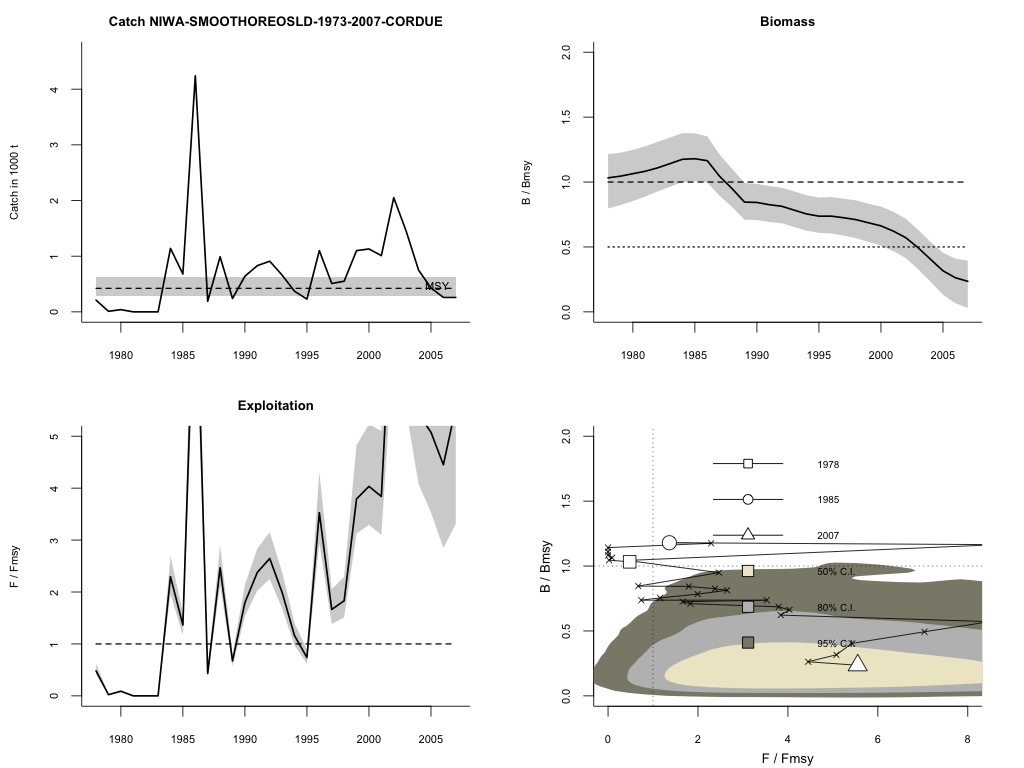 Catch NIWA-SMOOTHOREOSLD-1973-2007-CORDUE
Catch in 1000 t
0 1 2 3 4
MSY
1980 1985 1990 1995 2000 2005
Biomass
B / Bmsy
0.0 0.5 1.0 1.5 2.0
1980 1985 1990 1995 2000 2005
Exploitation
F / Fmsy
0 1 2 3 4 5
1980 1985 1990 1995 2000 2005
B / Bmsy
0.0 0.5 1.0 1.5 2.0
1978
1985
2007
50% C.I.
80% C.I.
95% C.I.
0 2 4 6 8
F / Fmsy